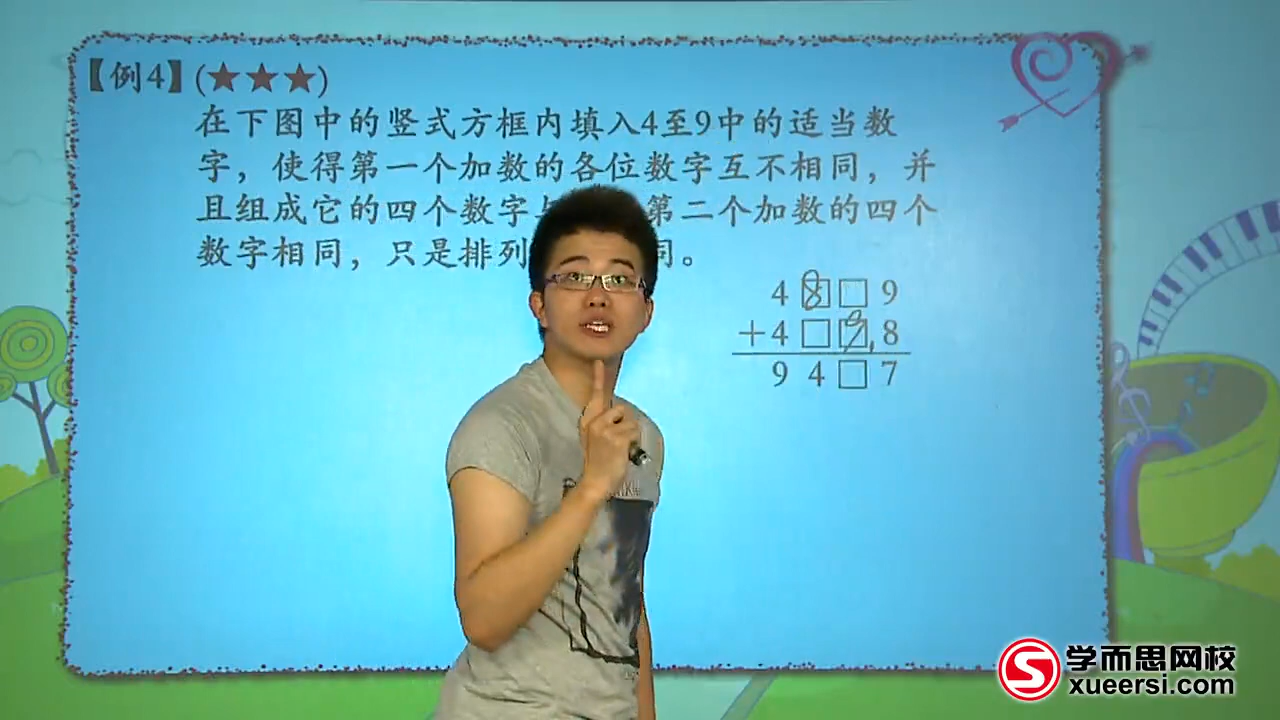 【例4】(★★★)
在下图中的竖式方框内填入4至9中的适当数
字，使得第一个加数的各位数字互不相同，并
且组成它的四个数字 第二个加数的四个
数字相同，只是排列 同。
4 8 □ 9
+4 □ 9 8
9 4 □ 7
学而思网校
xueersi.com